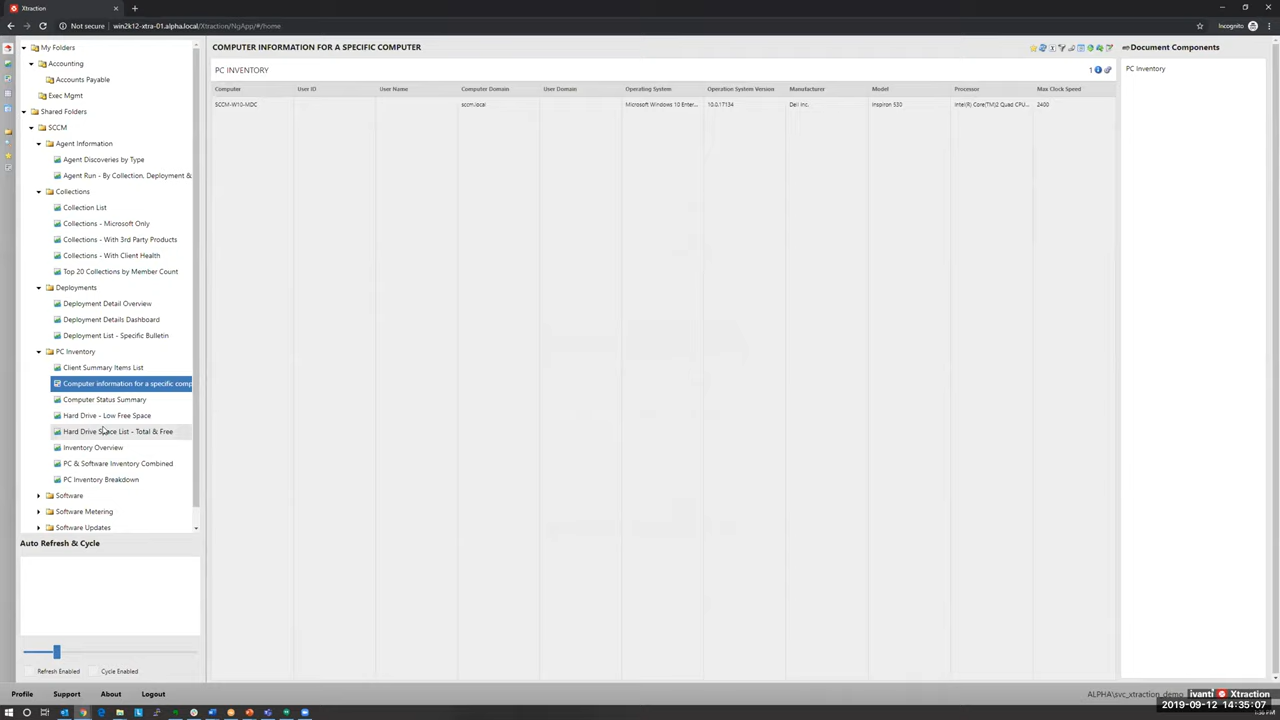 Xtraction
Not secure
win2k12-xtra-01.alpha.local/Xtraction/NgApp/#/home
Incognito
My Folders
Accounting
Accounts Payable
Exec Mgmt
Shared Folders
SCCM
Agent Information
Agent Discoveries by Type
Agent Run - By Collection, Deployment &
Collections
Collection List
Collections - Microsoft Only
Collections - With 3rd Party Products
Collections - With Client Health
Top 20 Collections by Member Count
Deployments
Deployment Detail Overview
Deployment Details Dashboard
Deployment List - Specific Bulletin
PC Inventory
Client Summary Items List
Computer information for a specific comp
Computer Status Summary
Hard Drive - Low Free Space
Hard Drive Space List - Total & Free
Inventory Overview
PC & Software Inventory Combined
PC Inventory Breakdown
Software
Software Metering
Software Updates
Auto Refresh & Cycle
Refresh Enabled
Cycle Enabled
COMPUTER INFORMATION FOR A SPECIFIC COMPUTER
PC INVENTORY
1
Computer User ID User Name Computer Domain User Domain Operating System Operating System Version Manufacturer Model Processor Max Clock Speed
SCCM-W10-MDC sccm.local Microsoft Windows 10 Enter... 10.0.17134 Dell Inc. Inspiron 530 Intel(R) Core(TM)2 Quad CPU... 2400
Document Components
PC Inventory
Profile Support About Logout
ALPHA\svc_xtraction_demo
ivanti Xtraction
2019-09-12 14:35:07